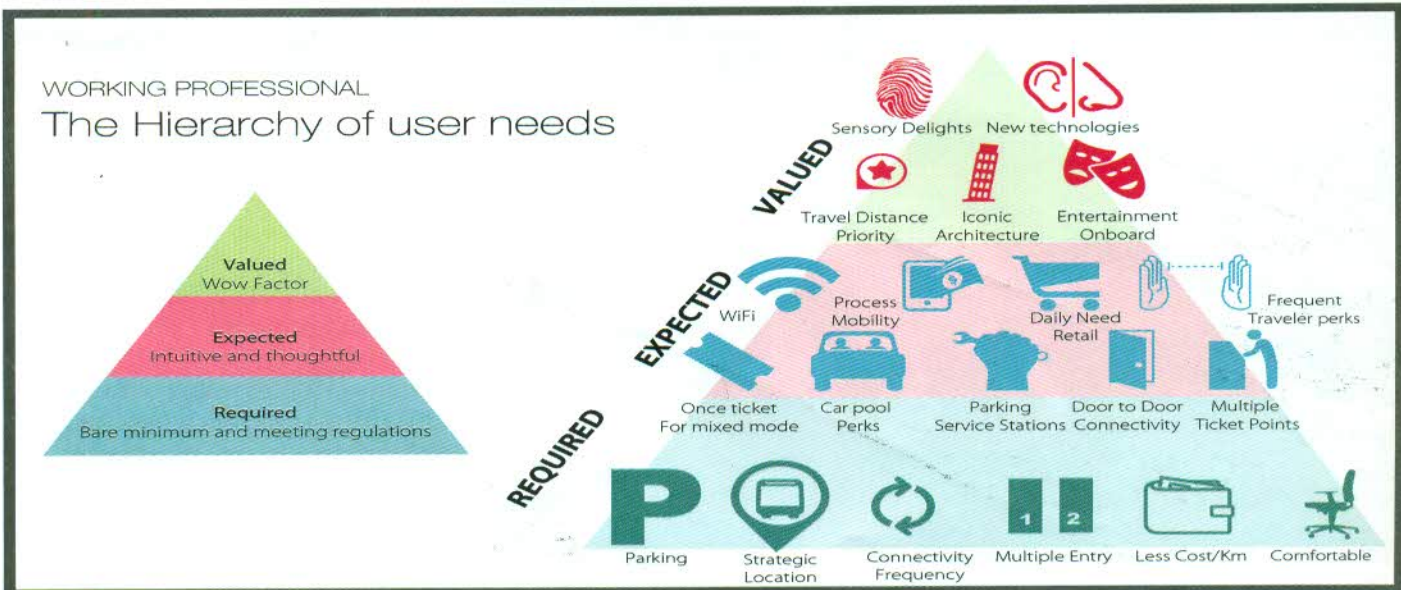 WORKING PROFESSIONAL
The Hierarchy of user needs
Valued
Wow Factor
Expected
Intuitive and thoughtful
Required
Bare minimum and meeting regulations
VALUED
Sensory Delights
New technologies
Travel Distance
Priority
Iconic
Architecture
Entertainment
Onboard
EXPECTED
WiFi
Process
Mobility
Daily Need
Retail
Frequent
Traveler perks
Once ticket
For mixed mode
Car pool
Perks
Parking
Service Stations
Door to Door
Connectivity
Multiple
Ticket Points
REQUIRED
P
1
2
Parking
Strategic
Location
Connectivity
Frequency
Multiple Entry
Less Cost/Km
Comfortable